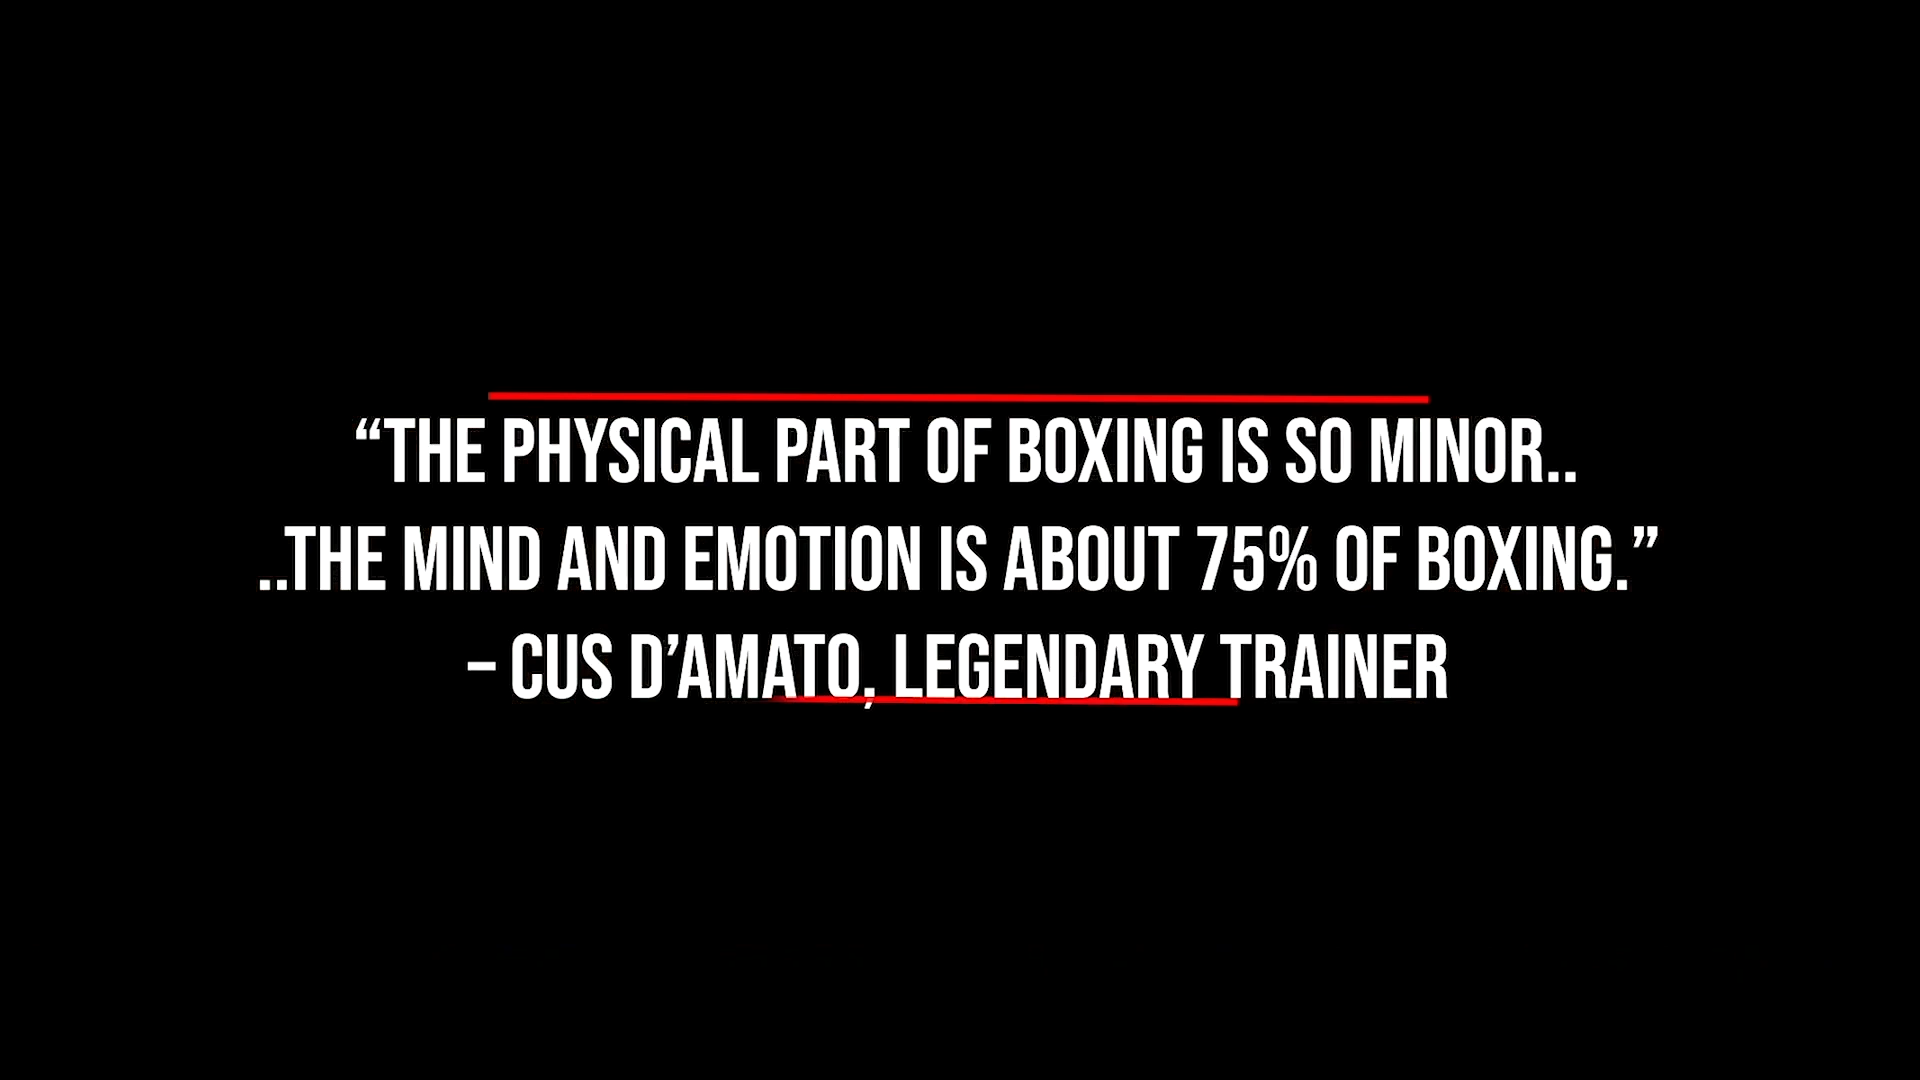 “THE PHYSICAL PART OF BOXING IS SO MINOR..
..THE MIND AND EMOTION IS ABOUT 75% OF BOXING.”
– CUS D’AMATO, LEGENDARY TRAINER